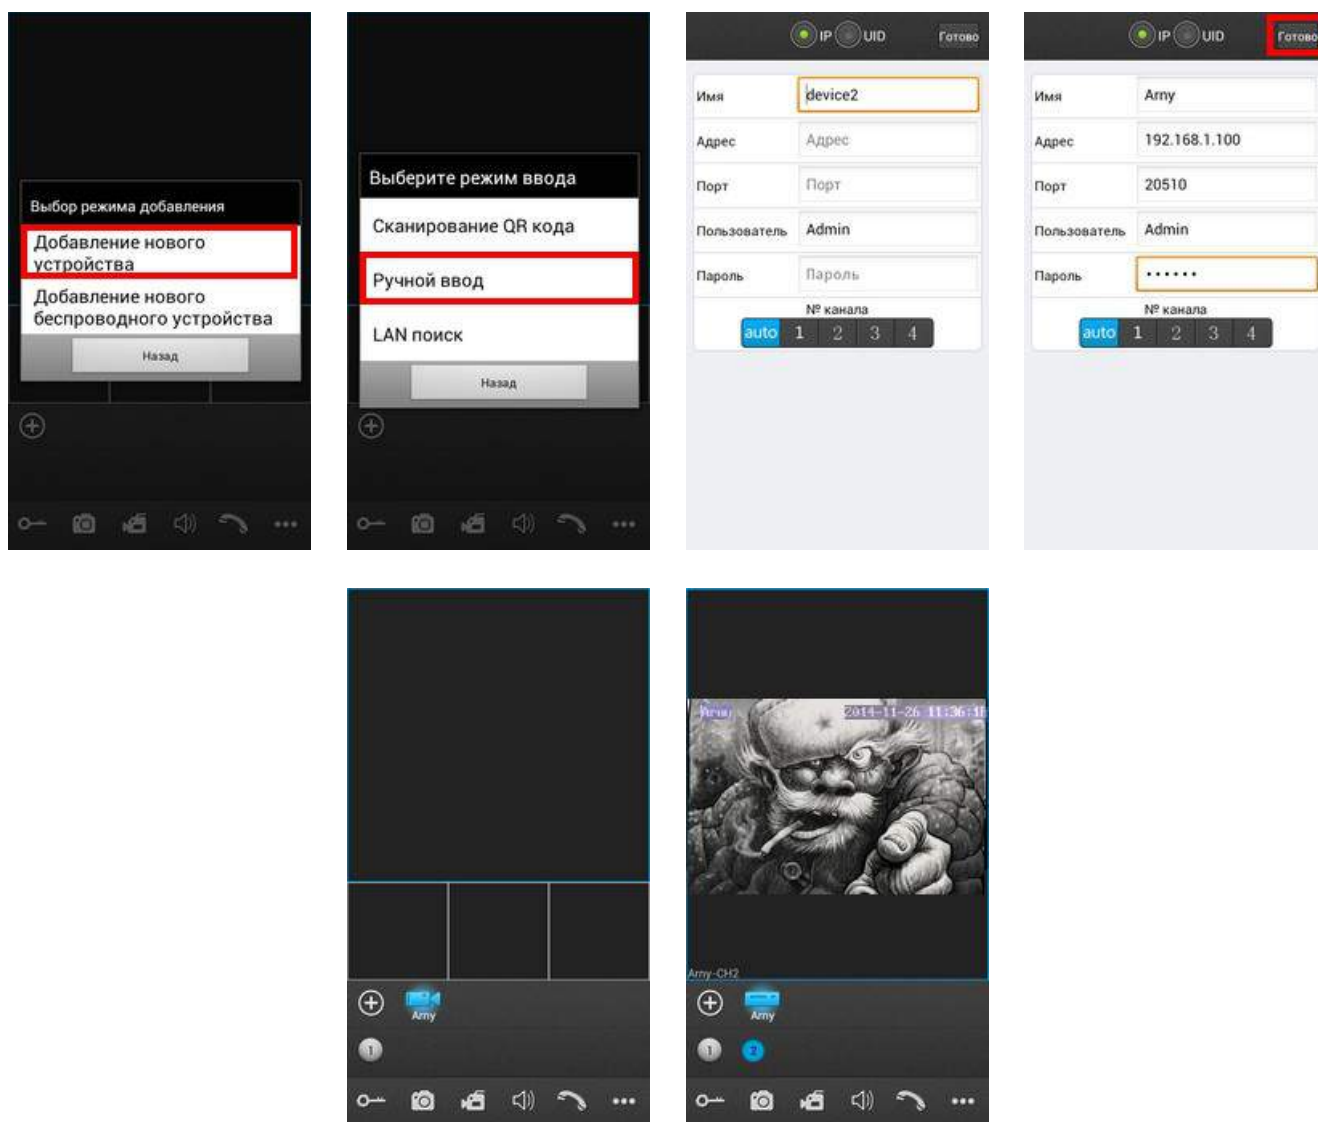 Выбор режима добавления
Добавление нового
устройства
Добавление нового
беспроводного устройства
Назад
Выберите режим ввода
Сканирование QR кода
Ручной ввод
LAN поиск
Назад
IP UID Готово
Имя device2
Адрес Адрес
Порт Порт
Пользователь Admin
Пароль Пароль
№ канала
auto 1 2 3 4
IP UID Готово
Имя Arny
Адрес 192.168.1.100
Порт 20510
Пользователь Admin
Пароль ••••••
№ канала
auto 1 2 3 4
Arny
1
2014-11-26 11:36:18
Arny-CH2
Arny
1 2